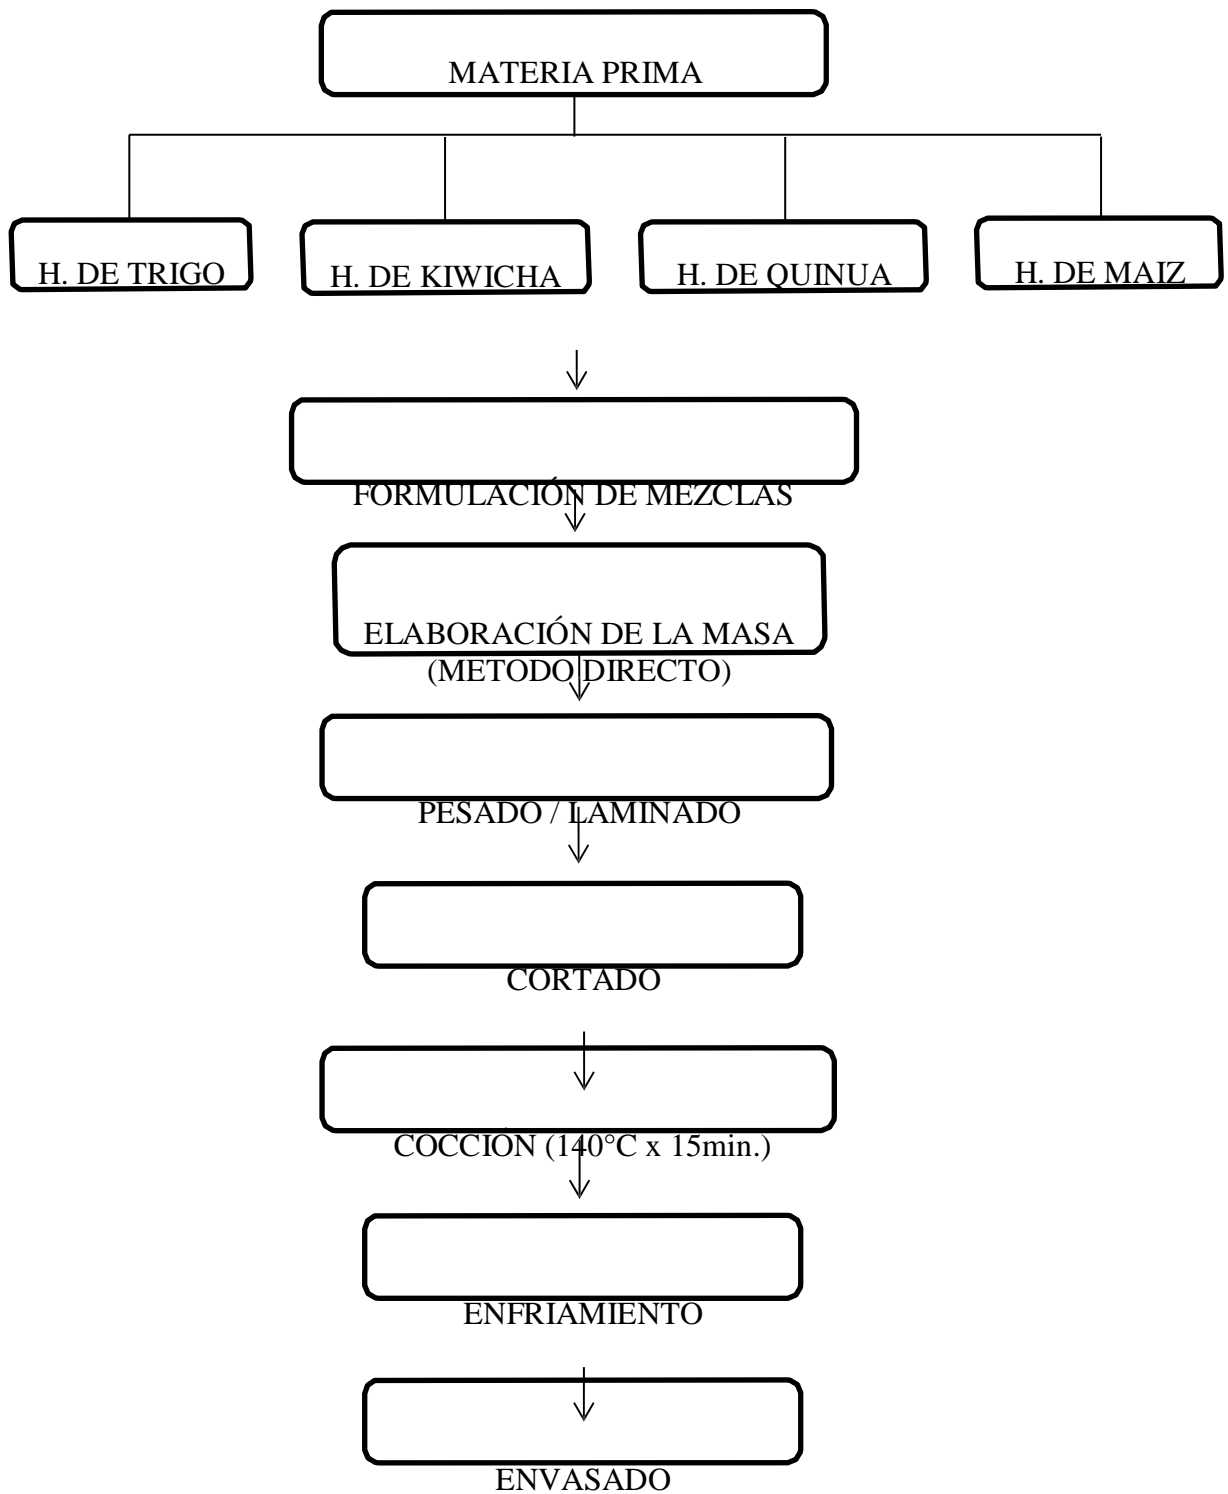 MATERIA PRIMA
H. DE TRIGO
H. DE KIWICHA
H. DE QUINUA
H. DE MAIZ
FORMULACIÓN DE MEZCLAS
ELABORACIÓN DE LA MASA
(METODO DIRECTO)
PESADO / LAMINADO
CORTADO
COCCIÓN (140°C x 15min.)
ENFRIAMIENTO
ENVASADO